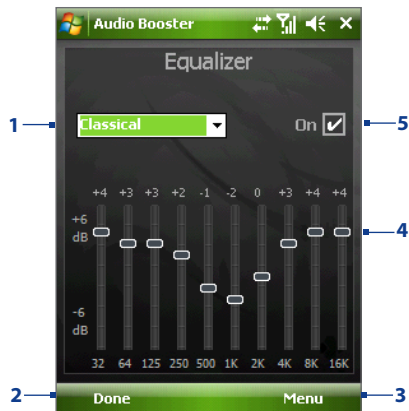 Audio Booster
Equalizer
1 Classical On 5
+4 +3 +3 +2 -1 -2 0 +3 +4 +4
+6
dB
4
-6
dB
32 64 125 250 500 1K 2K 4K 8K 16K
2 Done Menu 3